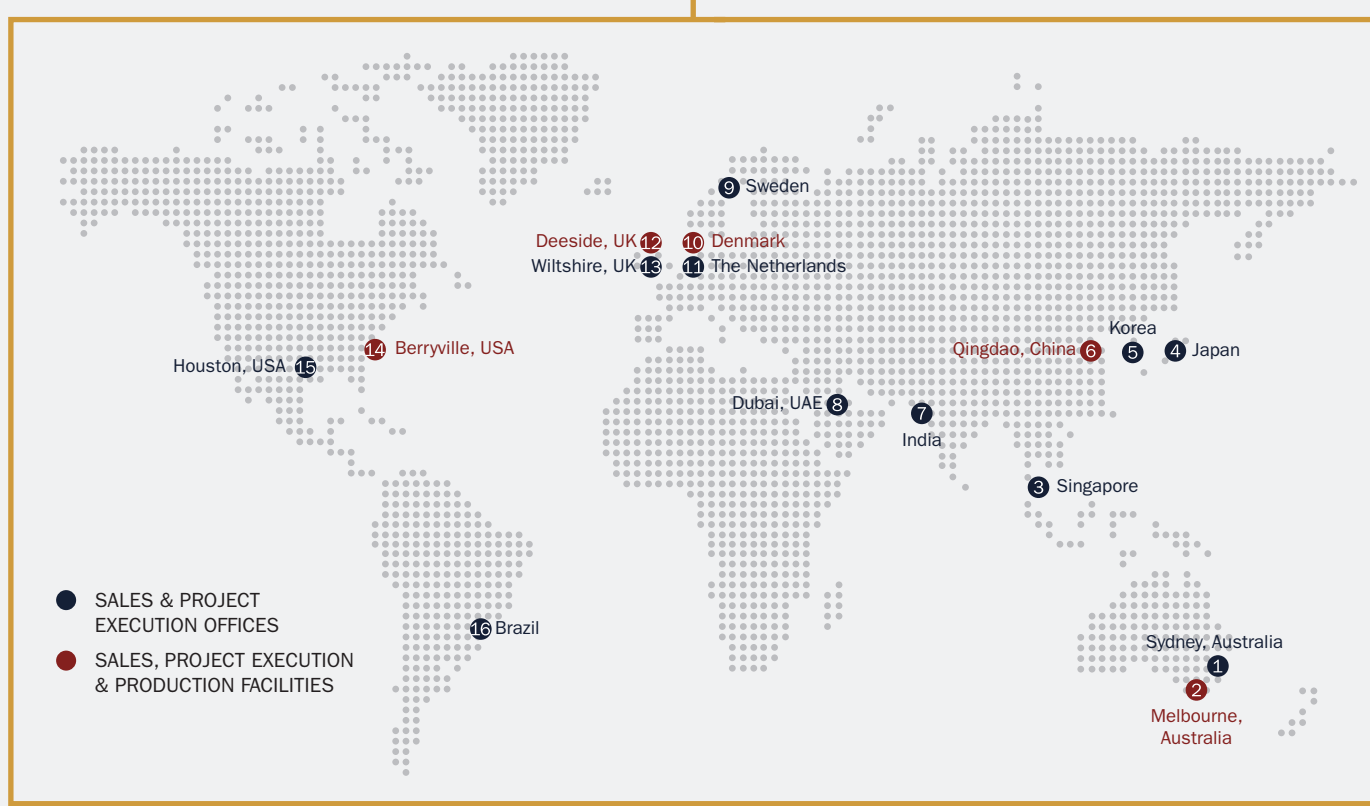 9 Sweden
Deeside, UK 12 10 Denmark
Wiltshire, UK 13 11 The Netherlands
Korea
14 Berryville, USA
Qingdao, China 6 5 4 Japan
Houston, USA 15
Dubai, UAE 8
7
India
3 Singapore
SALES & PROJECT
EXECUTION OFFICES
16 Brazil
SALES, PROJECT EXECUTION
& PRODUCTION FACILITIES
Sydney, Australia
1
2
Melbourne,
Australia